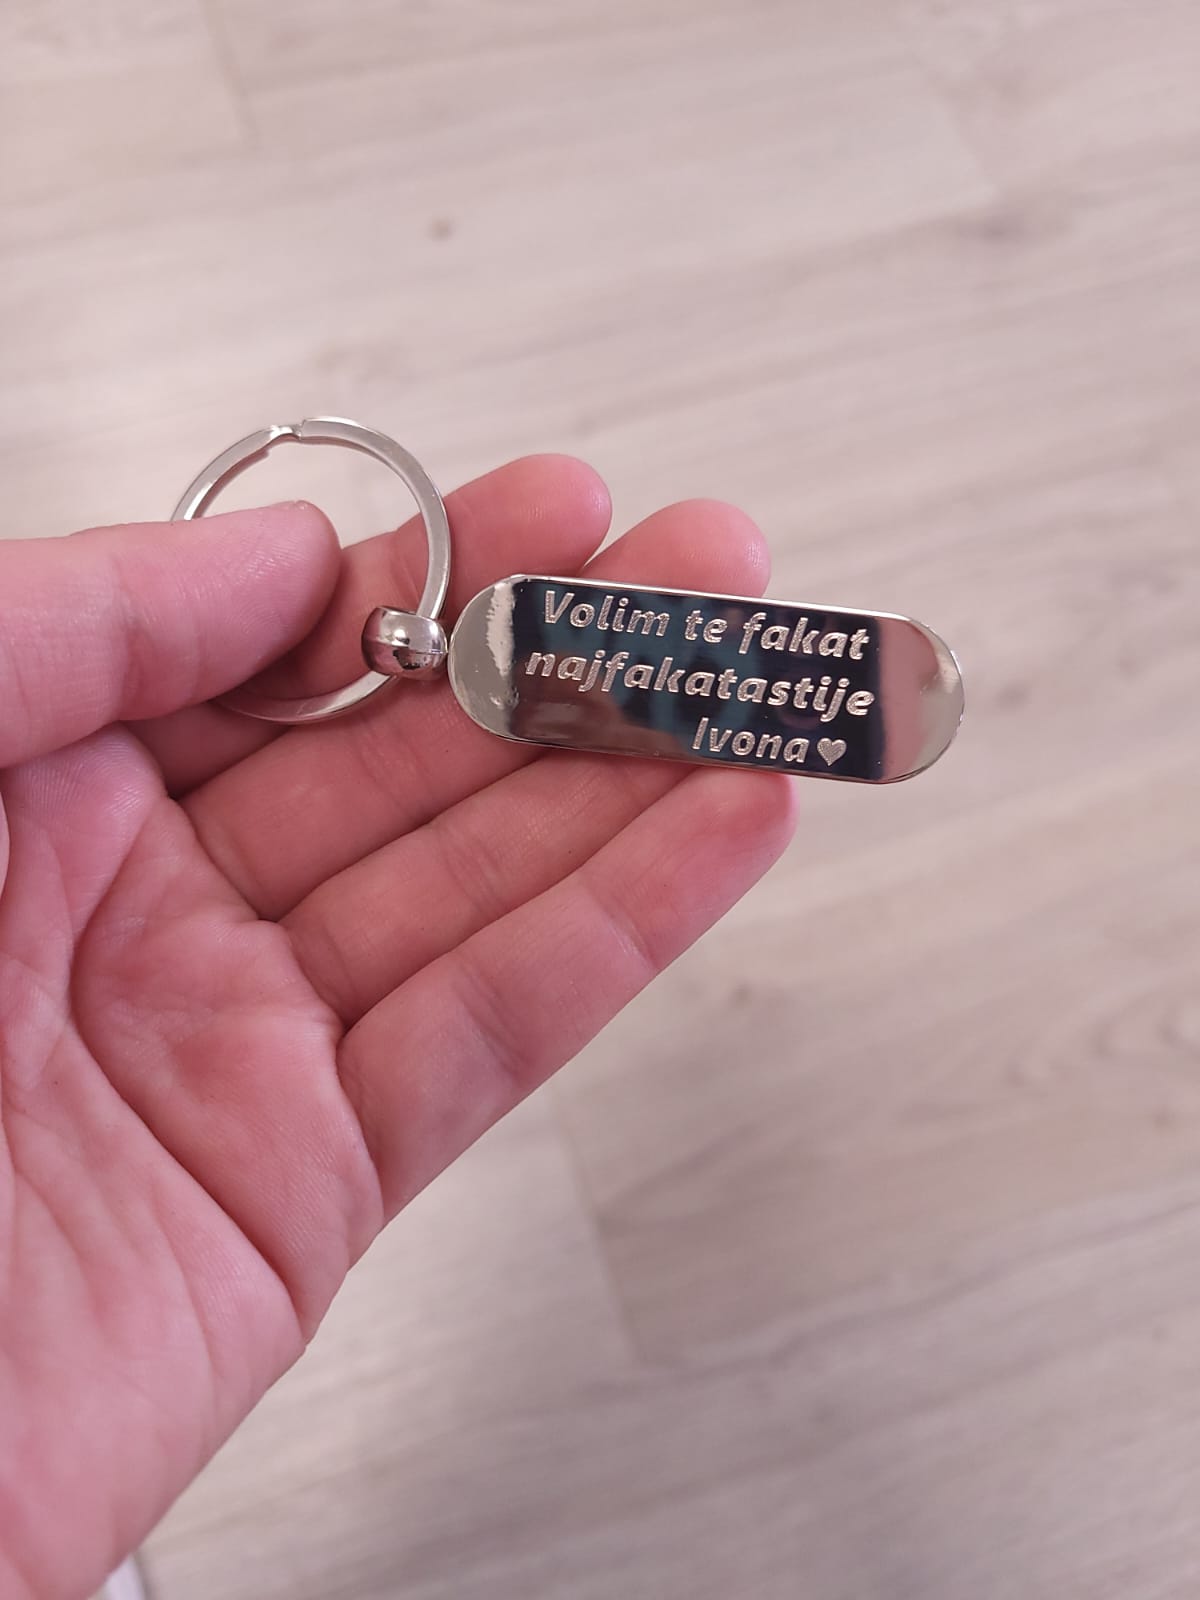 Volim te fakat
najfakatastije
Ivona♥